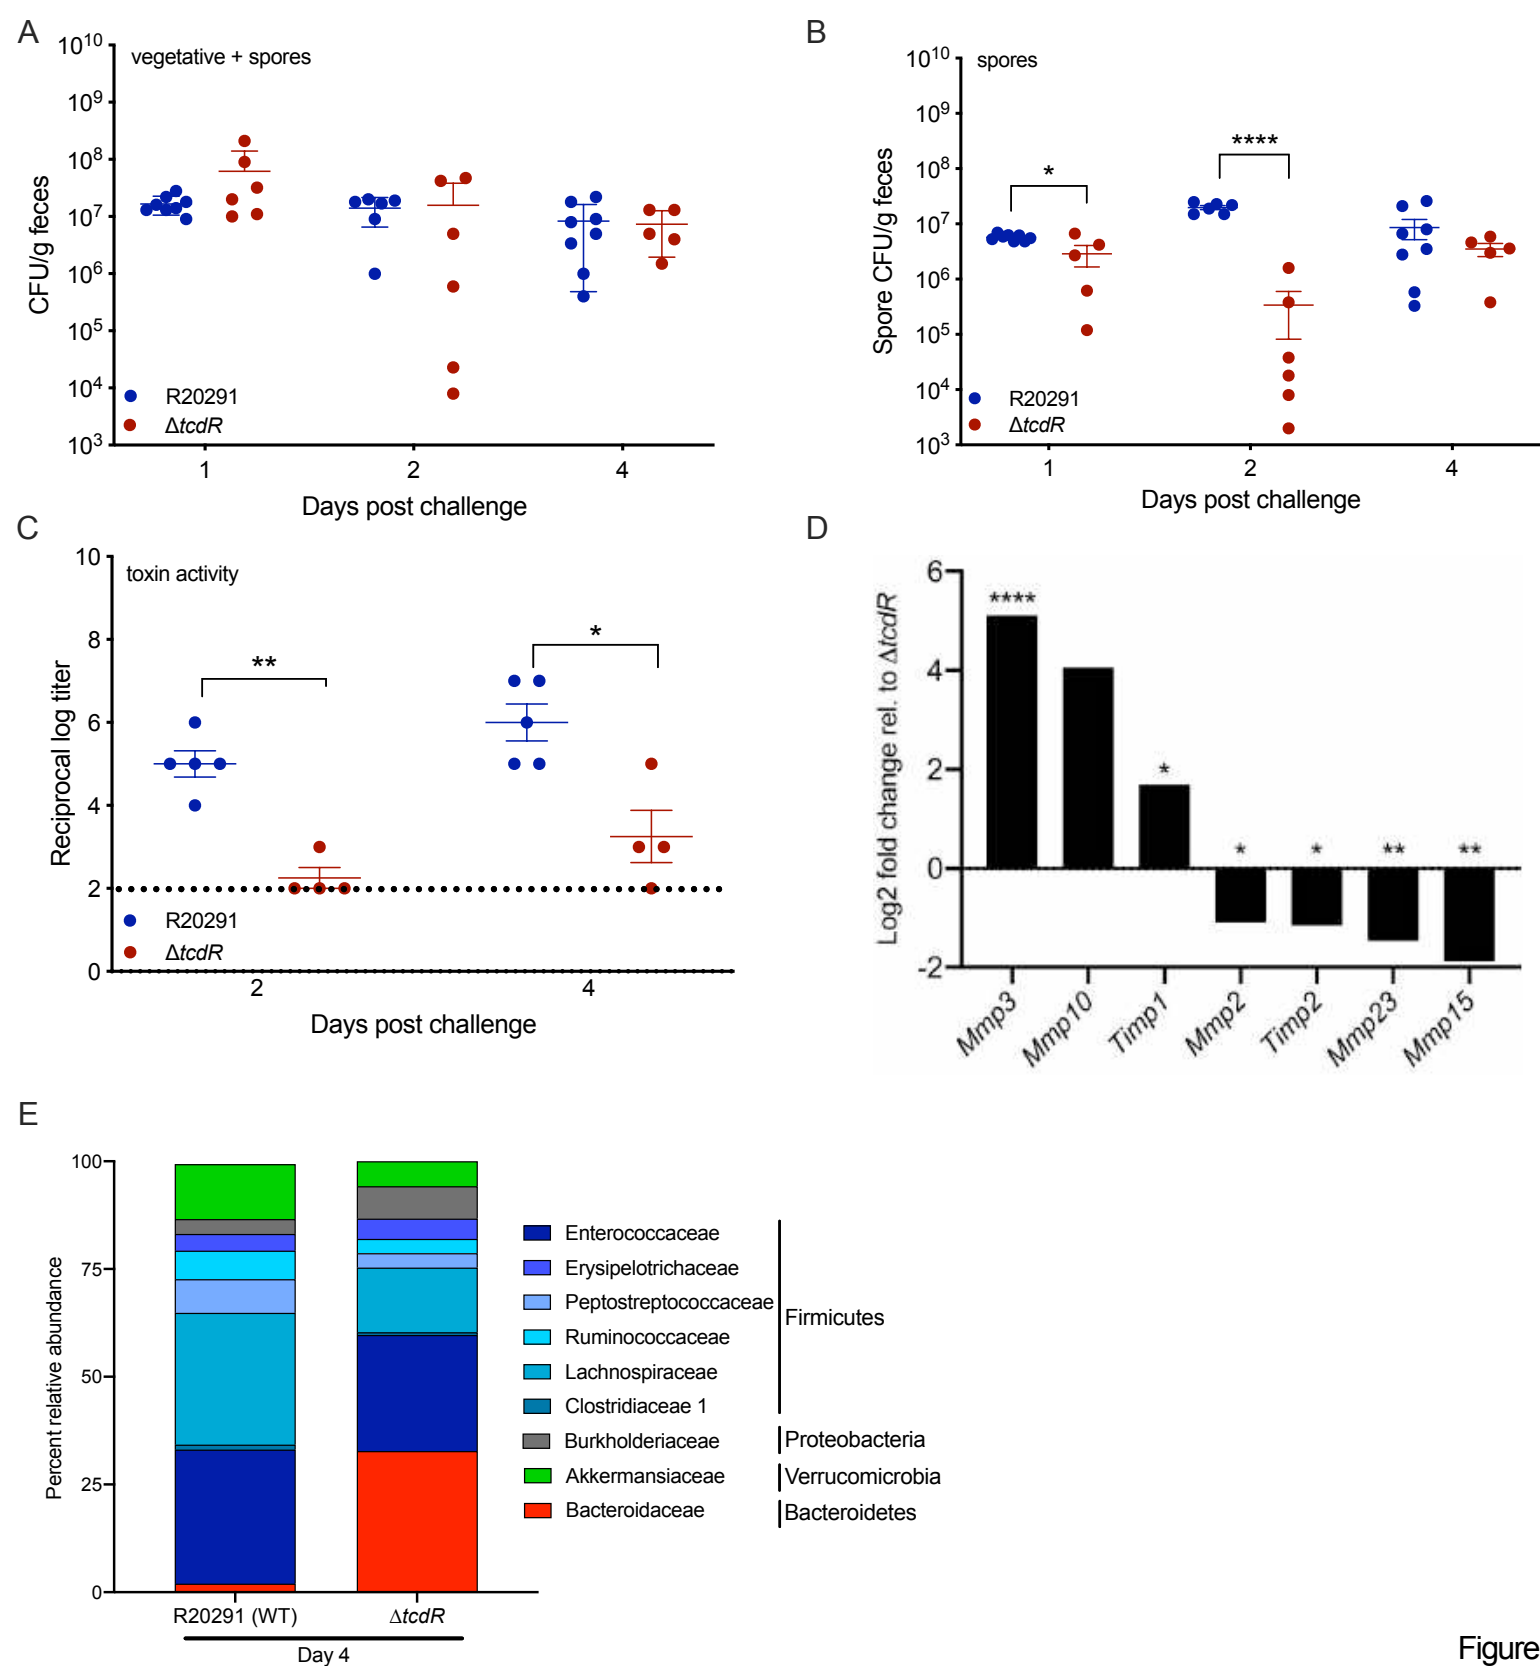 A
vegetative + spores
10^10
10^9
10^8
10^7
10^6
10^5
10^4
10^3
CFU/g feces
R20291
ΔtcdR
1 2 4
Days post challenge
B
spores
10^10
10^9
10^8
10^7
10^6
10^5
10^4
10^3
Spore CFU/g feces
*
****
R20291
ΔtcdR
1 2 4
Days post challenge
C
toxin activity
10
8
6
4
2
0
Reciprocal log titer
**
*
R20291
ΔtcdR
2 4
Days post challenge
D
6
4
2
0
-2
Log2 fold change rel. to ΔtcdR
****
*
* * ** **
Mmp3 Mmp10 Timp1 Mmp2 Timp2 Mmp23 Mmp15
E
100
75
50
25
0
Percent relative abundance
R20291 (WT) ΔtcdR
Day 4
Enterococcaceae
Erysipelotrichaceae
Peptostreptococcaceae
Ruminococcaceae
Lachnospiraceae
Clostridiaceae 1
Burkholderiaceae
Akkermansiaceae
Bacteroidaceae
Firmicutes
Proteobacteria
Verrucomicrobia
Bacteroidetes
Figure